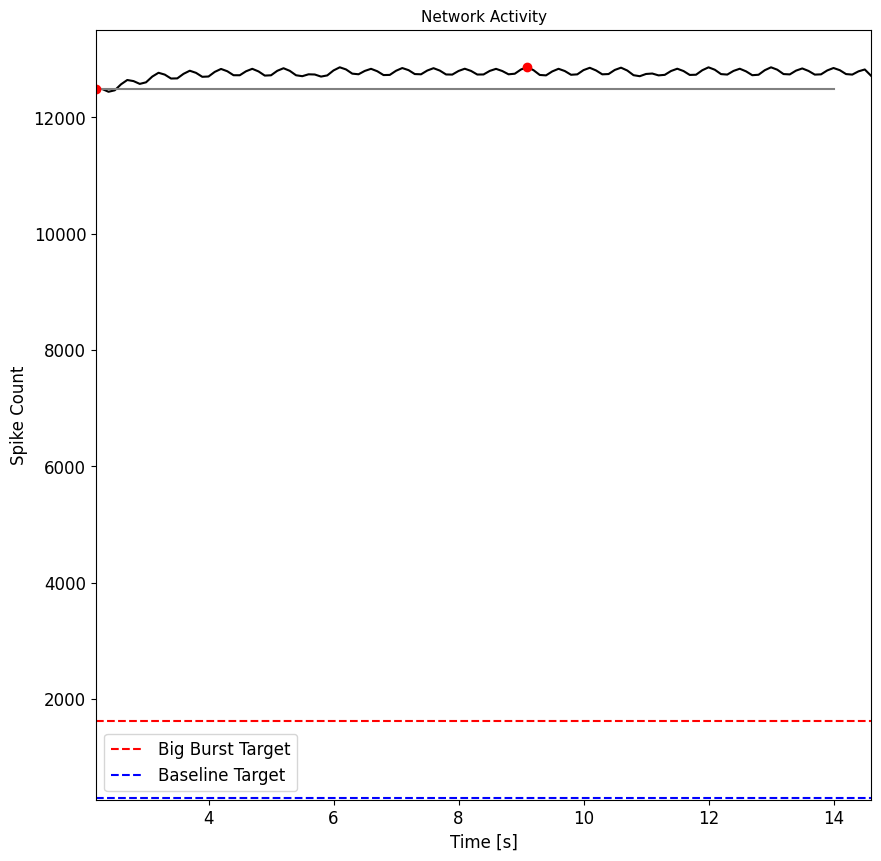 Network Activity
Spike Count
12000
10000
8000
6000
4000
2000
Big Burst Target
Baseline Target
4 6 8 10 12 14
Time [s]